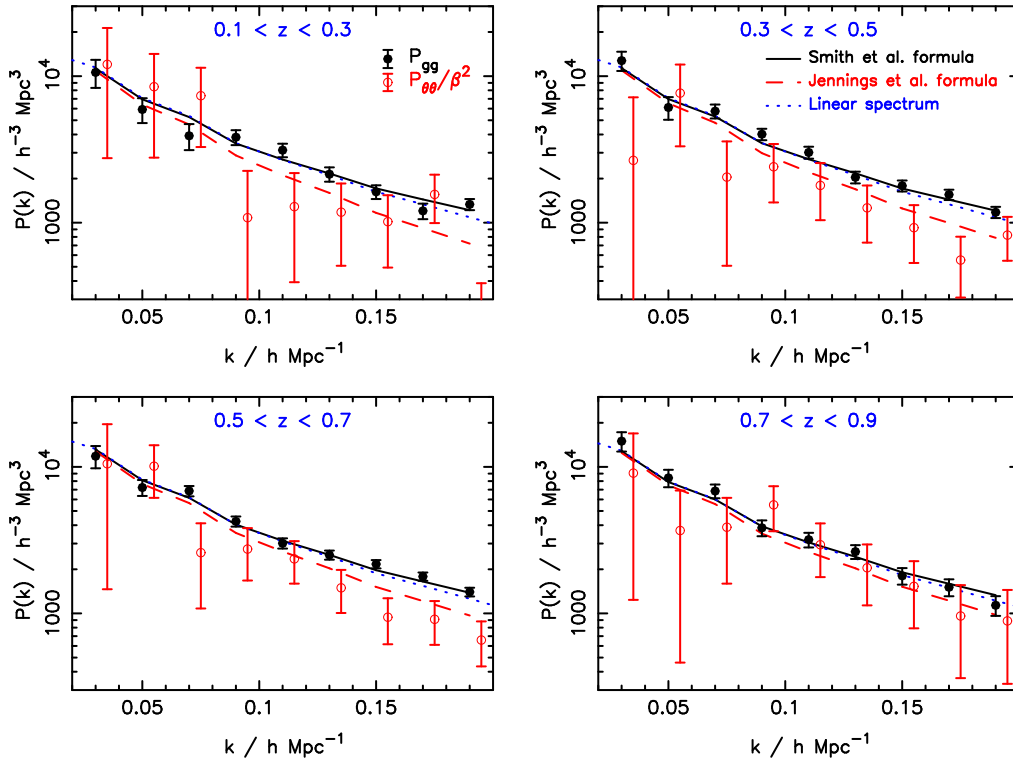 0.1 < z < 0.3
P_gg
P_θθ/β²
P(k) / h⁻³ Mpc³
10⁴
1000
0.05 0.1 0.15
k / h Mpc⁻¹
0.3 < z < 0.5
Smith et al. formula
Jennings et al. formula
Linear spectrum
P(k) / h⁻³ Mpc³
10⁴
1000
0.05 0.1 0.15
k / h Mpc⁻¹
0.5 < z < 0.7
P(k) / h⁻³ Mpc³
10⁴
1000
0.05 0.1 0.15
k / h Mpc⁻¹
0.7 < z < 0.9
P(k) / h⁻³ Mpc³
10⁴
1000
0.05 0.1 0.15
k / h Mpc⁻¹